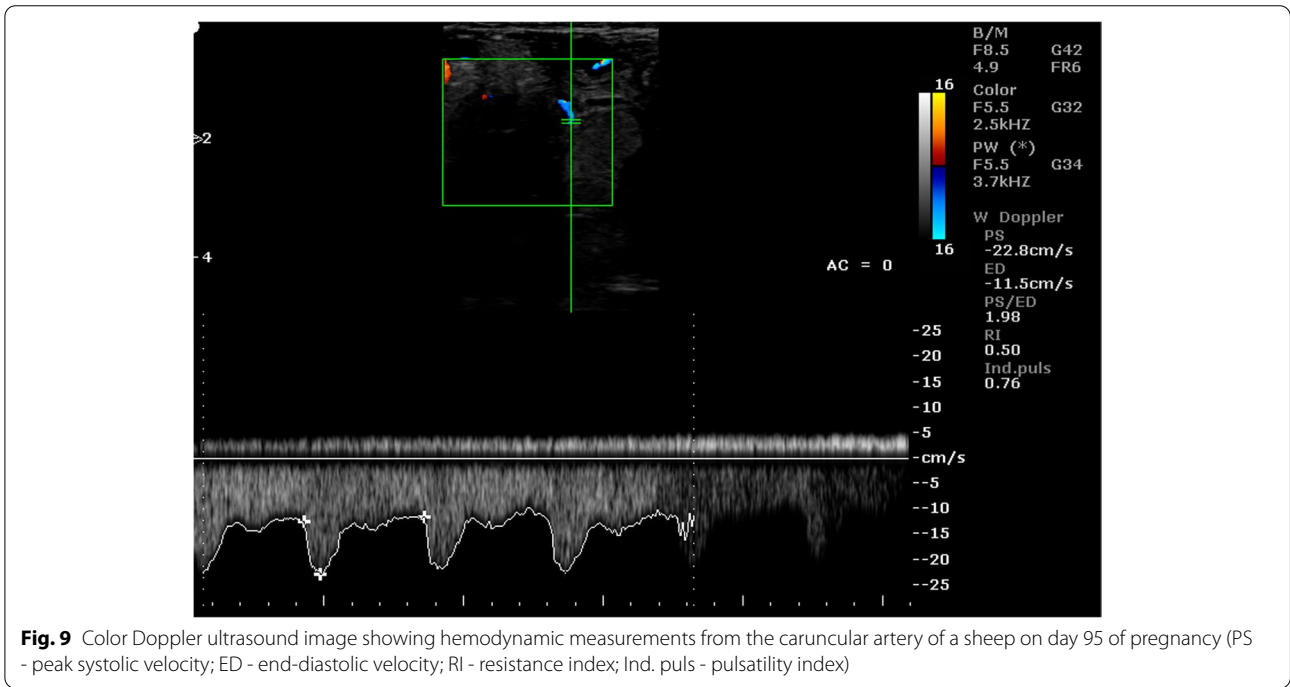 B/M
F8.5 G42
4.9 FR6
Color
F5.5 G32
2.5kHZ
PW (*)
F5.5 G34
3.7kHZ
W Doppler
PS
-22.8cm/s
ED
-11.5cm/s
PS/ED
1.98
RI
0.50
Ind.puls
0.76
16
16
-2
-4
AC = 0
-25
-20
-15
-10
-5
-cm/s
--5
--10
--15
--20
--25
Fig. 9 Color Doppler ultrasound image showing hemodynamic measurements from the caruncular artery of a sheep on day 95 of pregnancy (PS
- peak systolic velocity; ED - end-diastolic velocity; RI - resistance index; Ind. puls - pulsatility index)